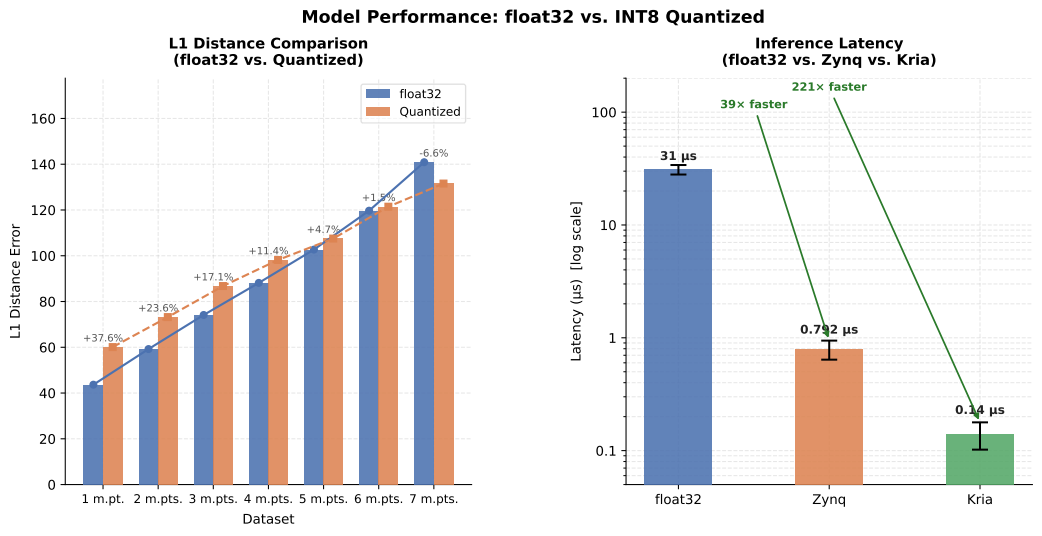 Model Performance: float32 vs. INT8 Quantized
L1 Distance Comparison
(float32 vs. Quantized)
float32
Quantized
L1 Distance Error
160
140
120
100
80
60
40
20
0
+37.6%
+23.6%
+17.1%
+11.4%
+4.7%
+1.5%
-6.6%
1 m.pt.
2 m.pts.
3 m.pts.
4 m.pts.
5 m.pts.
6 m.pts.
7 m.pts.
Dataset
Inference Latency
(float32 vs. Zynq vs. Kria)
Latency (µs)  [log scale]
100
10
1
0.1
221× faster
39× faster
31 µs
0.792 µs
0.14 µs
float32
Zynq
Kria